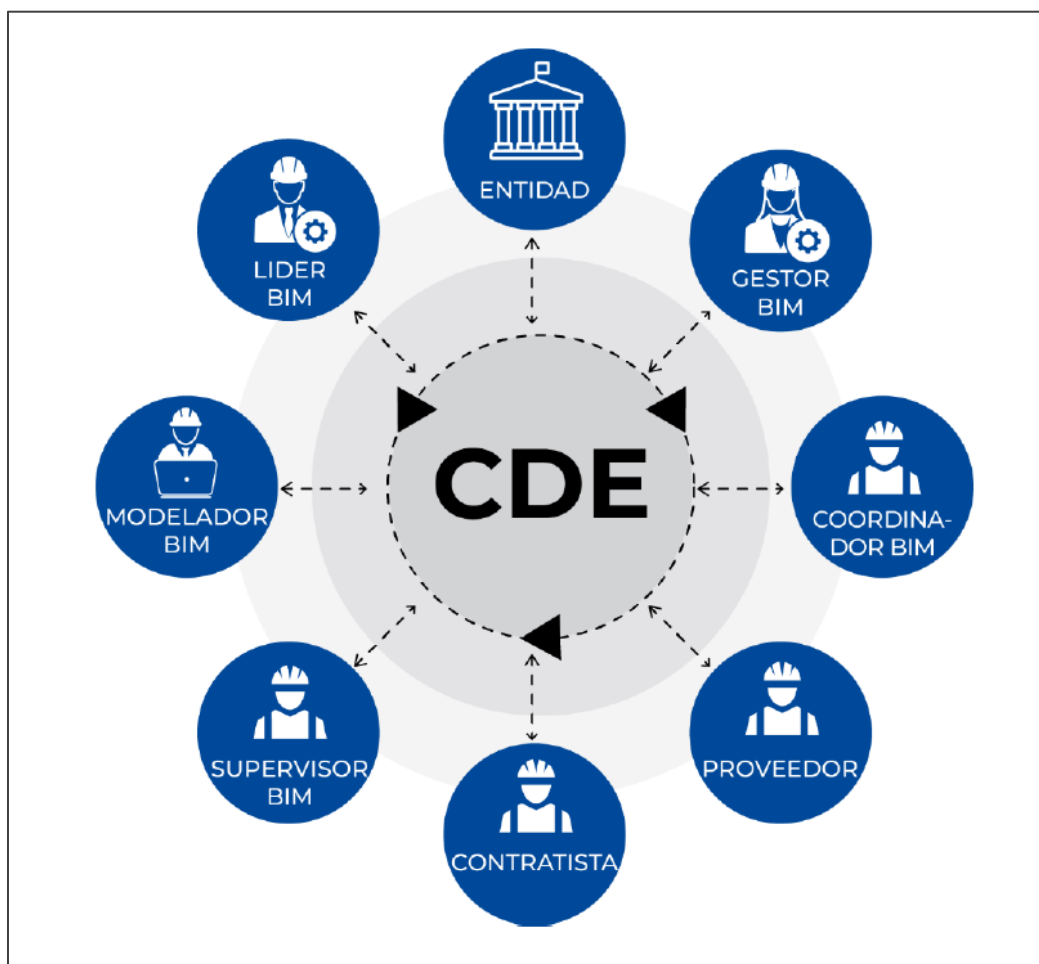 ENTIDAD
LIDER
BIM
GESTOR
BIM
CDE
MODELADOR
BIM
COORDINA-
DOR BIM
SUPERVISOR
BIM
PROVEEDOR
CONTRATISTA